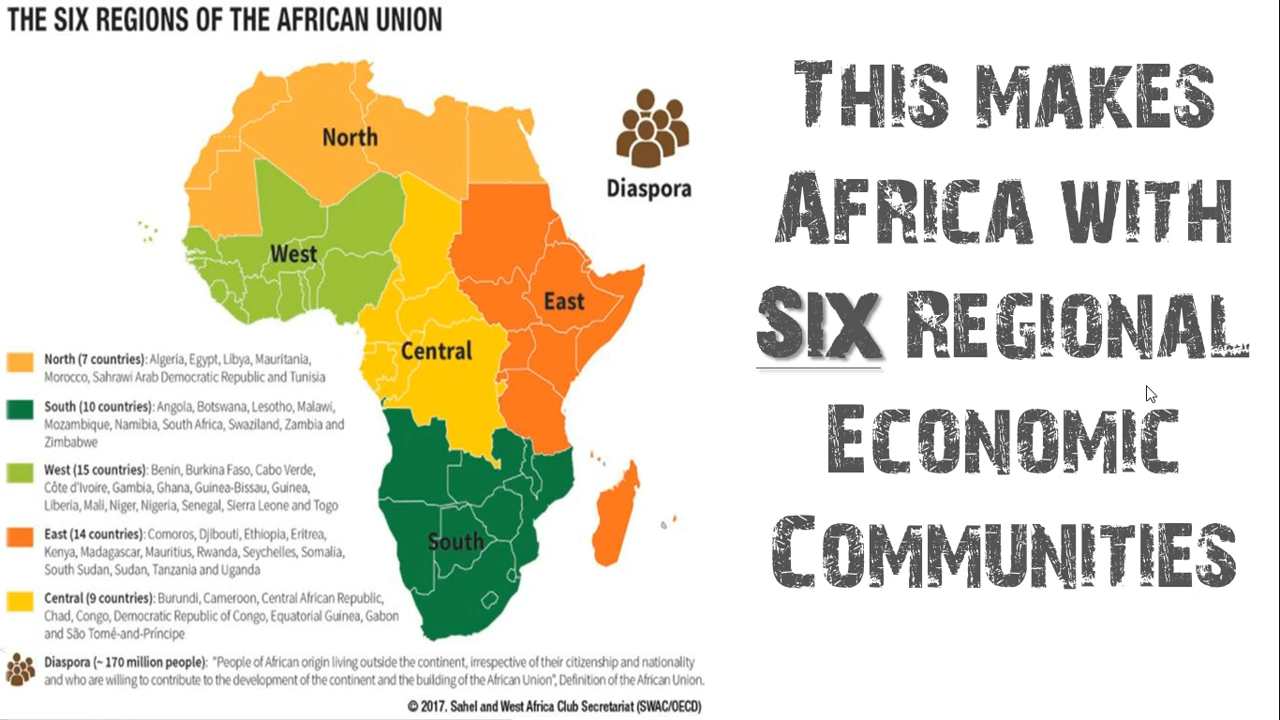 THE SIX REGIONS OF THE AFRICAN UNION
North
Diaspora
West
East
Central
South
North (7 countries): Algeria, Egypt, Libya, Mauritania,
Morocco, Sahrawi Arab Democratic Republic and Tunisia
South (10 countries): Angola, Botswana, Lesotho, Malawi,
Mozambique, Namibia, South Africa, Swaziland, Zambia and
Zimbabwe
West (15 countries): Benin, Burkina Faso, Cabo Verde,
Côte d'Ivoire, Gambia, Ghana, Guinea-Bissau, Guinea,
Liberia, Mali, Niger, Nigeria, Senegal, Sierra Leone and Togo
East (14 countries): Comoros, Djibouti, Ethiopia, Eritrea,
Kenya, Madagascar, Mauritius, Rwanda, Seychelles, Somalia,
South Sudan, Sudan, Tanzania and Uganda
Central (9 countries): Burundi, Cameroon, Central African Republic,
Chad, Congo, Democratic Republic of Congo, Equatorial Guinea, Gabon
and São Tomé-and-Príncipe
Diaspora (~ 170 million people): "People of African origin living outside the continent, irrespective of their citizenship and nationality
and who are willing to contribute to the development of the continent and the building of the African Union", Definition of the African Union.
© 2017. Sahel and West Africa Club Secretariat (SWAC/OECD)
THIS MAKES
AFRICA WITH
SIX REGIONAL
ECONOMIC
COMMUNITIES